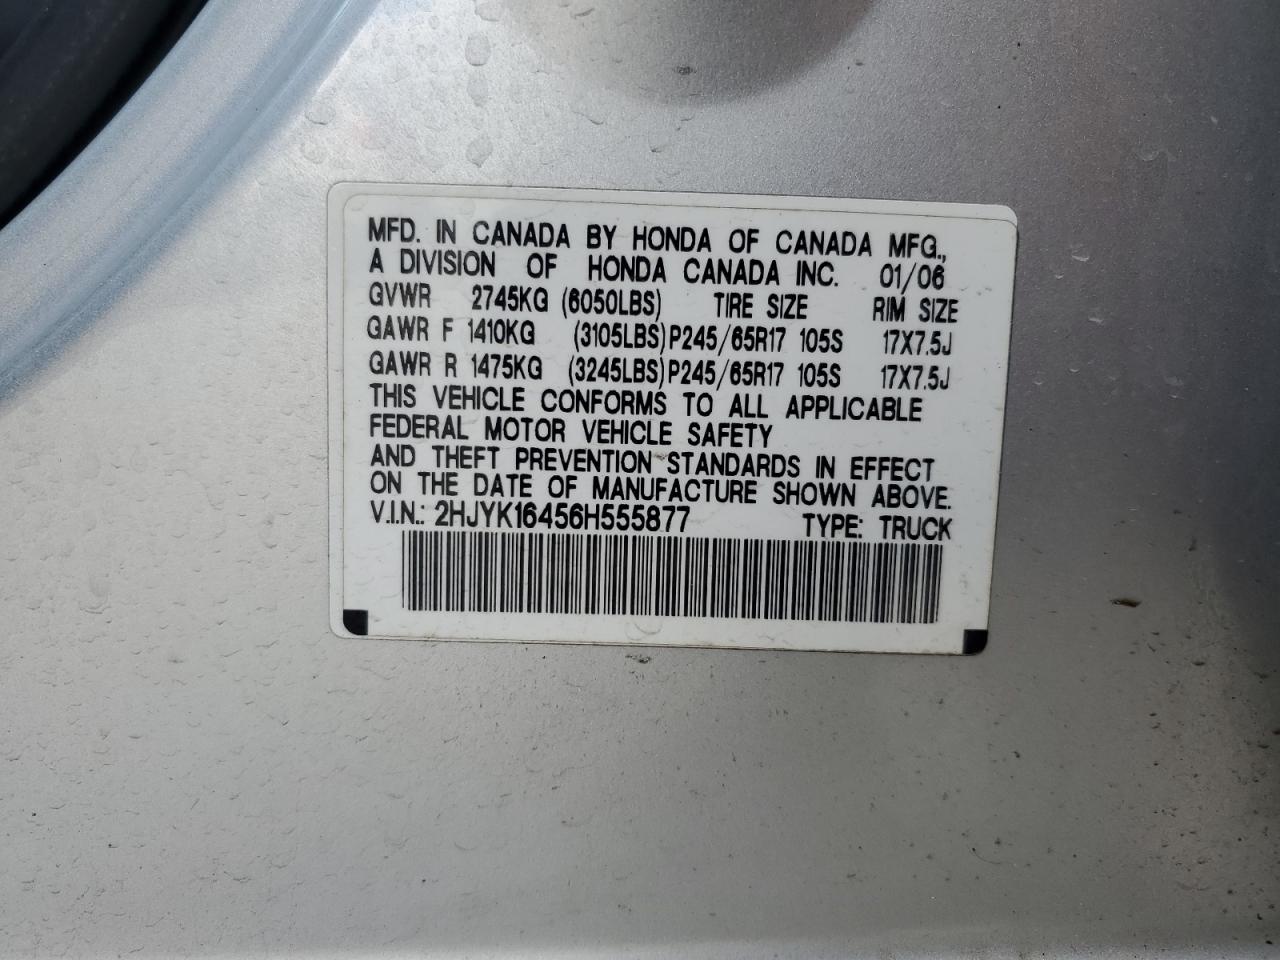 MFD. IN CANADA BY HONDA OF CANADA MFG.,
A DIVISION OF HONDA CANADA INC. 01/06
GVWR 2745KG (6050LBS) TIRE SIZE RIM SIZE
GAWR F 1410KG (3105LBS) P245/65R17 105S 17X7.5J
GAWR R 1475KG (3245LBS) P245/65R17 105S 17X7.5J
THIS VEHICLE CONFORMS TO ALL APPLICABLE
FEDERAL MOTOR VEHICLE SAFETY
AND THEFT PREVENTION STANDARDS IN EFFECT
ON THE DATE OF MANUFACTURE SHOWN ABOVE.
V.I.N.: 2HJYK16456H555877 TYPE: TRUCK